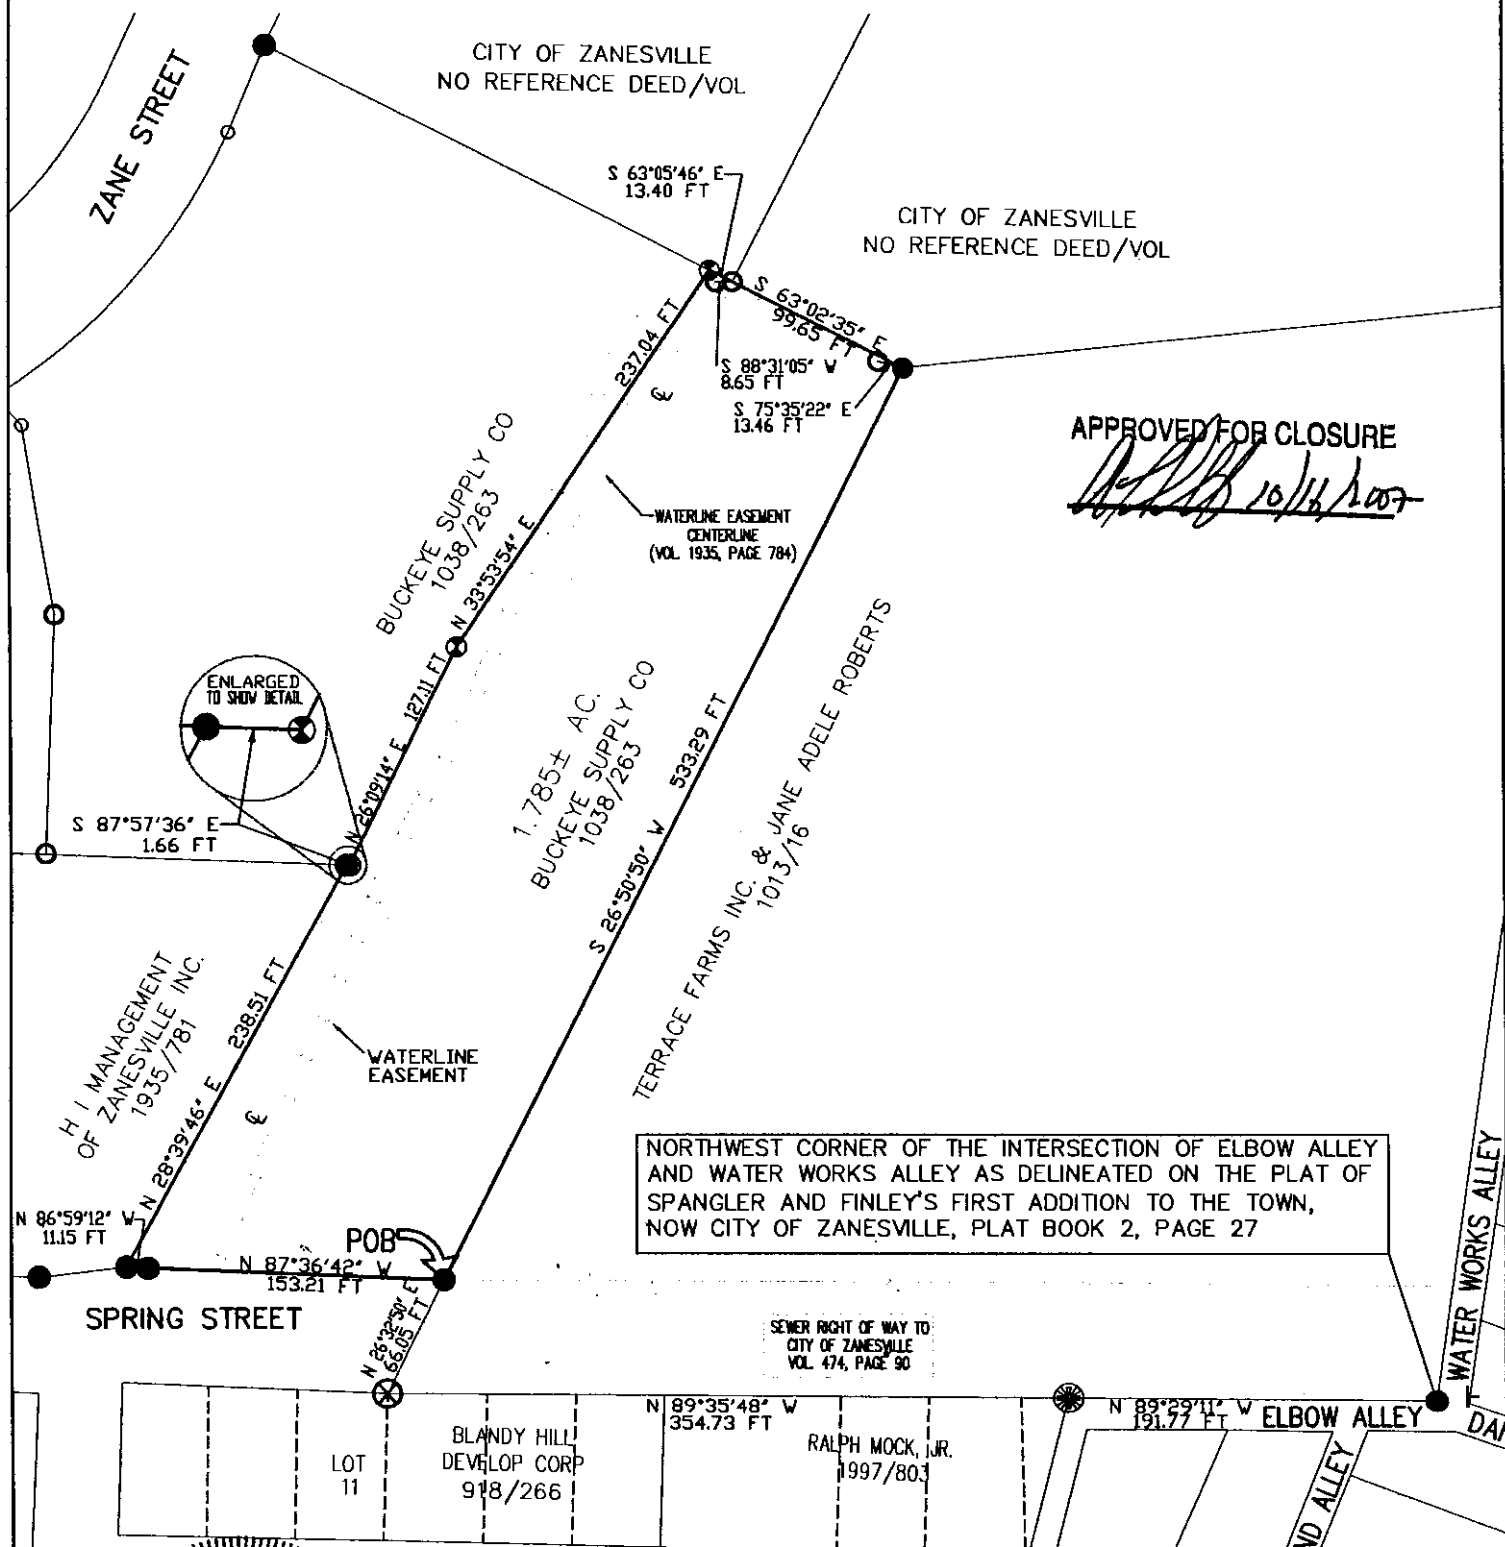 CITY OF ZANESVILLE
NO REFERENCE DEED/VOL
ZANE STREET
S 63°05'46" E
13.40 FT
CITY OF ZANESVILLE
NO REFERENCE DEED/VOL
S 63°02'35" E
99.65 FT
237.04 FT
S 88°31'05" W
8.65 FT
S 75°35'22" E
13.46 FT
APPROVED FOR CLOSURE
BUCKEYE SUPPLY CO
1038/263
N 33°53'54" E
WATERLINE EASEMENT
CENTERLINE
(VOL. 1935, PAGE 784)
ENLARGED
TO SHOW DETAIL
N 26°09'14" E 127.11 FT
1.785± AC.
BUCKEYE SUPPLY CO
1038/263
S 26°50'50" W 533.29 FT
TERRACE FARMS INC. & JANE ADELE ROBERTS
1013/16
S 87°57'36" E
1.66 FT
H I MANAGEMENT
OF ZANESVILLE INC.
1935/781
N 28°39'46" E 238.51 FT
WATERLINE
EASEMENT
NORTHWEST CORNER OF THE INTERSECTION OF ELBOW ALLEY
AND WATER WORKS ALLEY AS DELINEATED ON THE PLAT OF
SPANGLER AND FINLEY'S FIRST ADDITION TO THE TOWN,
NOW CITY OF ZANESVILLE, PLAT BOOK 2, PAGE 27
WATER WORKS ALLEY
N 86°59'12" W
11.15 FT
POB
N 87°36'42" W
153.21 FT
SPRING STREET
N 26°32'50" E
66.05 FT
SEWER RIGHT OF WAY TO
CITY OF ZANESVILLE
VOL 474, PAGE 90
N 89°35'48" W
354.73 FT
N 89°29'11" W
191.77 FT
ELBOW ALLEY
DAN
LOT
11
BLANDY HILL
DEVELOP CORP
918/266
RALPH MOCK, JR.
1997/803
ND ALLEY